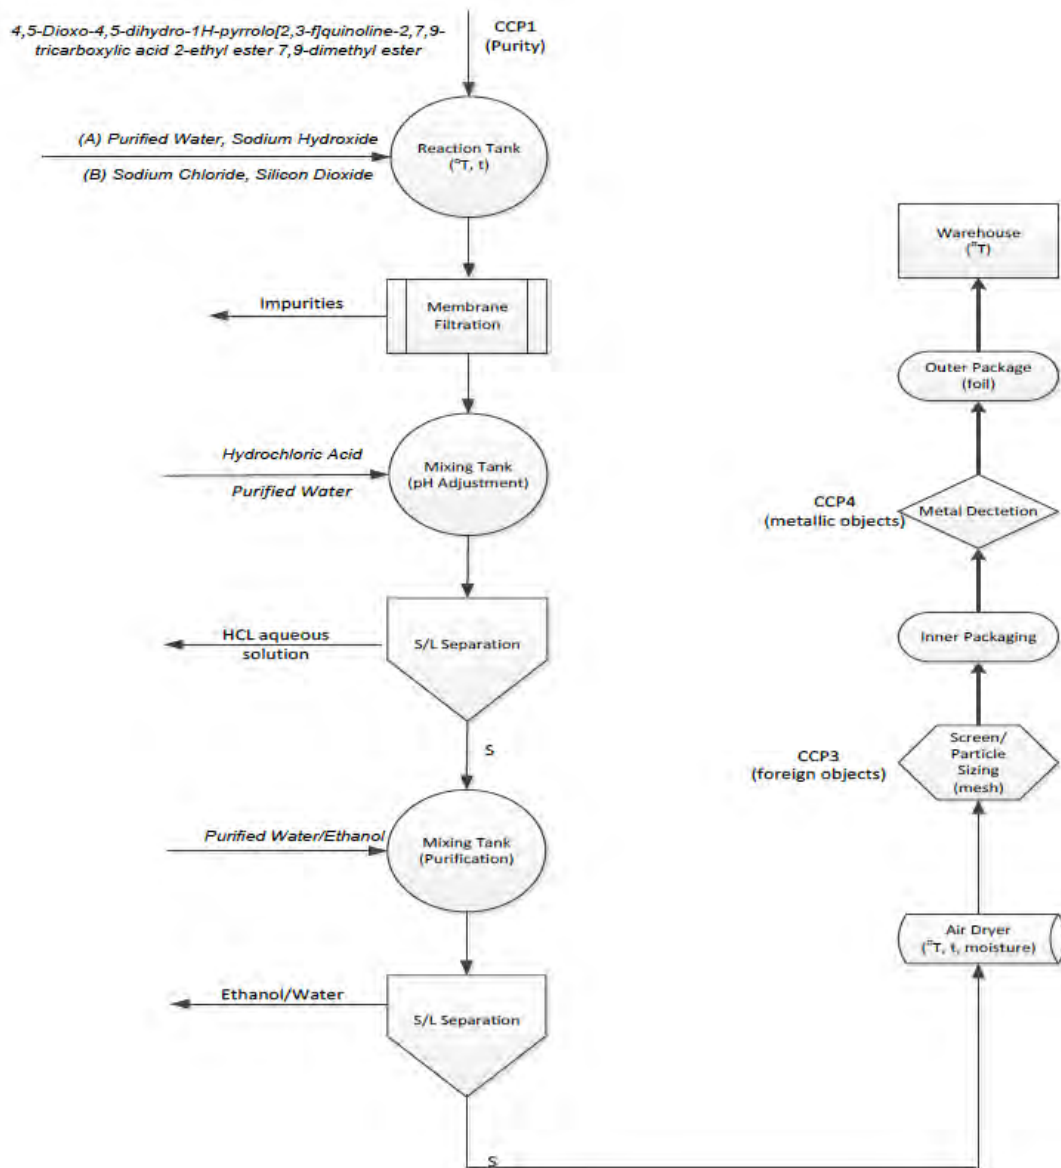 4,5-Dioxo-4,5-dihydro-1H-pyrrolo[2,3-f]quinoline-2,7,9-
tricarboxylic acid 2-ethyl ester 7,9-dimethyl ester
CCP1
(Purity)
(A) Purified Water, Sodium Hydroxide
(B) Sodium Chloride, Silicon Dioxide
Reaction Tank
(°T, t)
Impurities
Membrane
Filtration
Hydrochloric Acid
Purified Water
Mixing Tank
(pH Adjustment)
HCL aqueous
solution
S/L Separation
S
Purified Water/Ethanol
Mixing Tank
(Purification)
Ethanol/Water
S/L Separation
S
Air Dryer
(°T, t, moisture)
CCP3
(foreign objects)
Screen/
Particle
Sizing
(mesh)
Inner Packaging
CCP4
(metallic objects)
Metal Dectetion
Outer Package
(foil)
Warehouse
(°T)